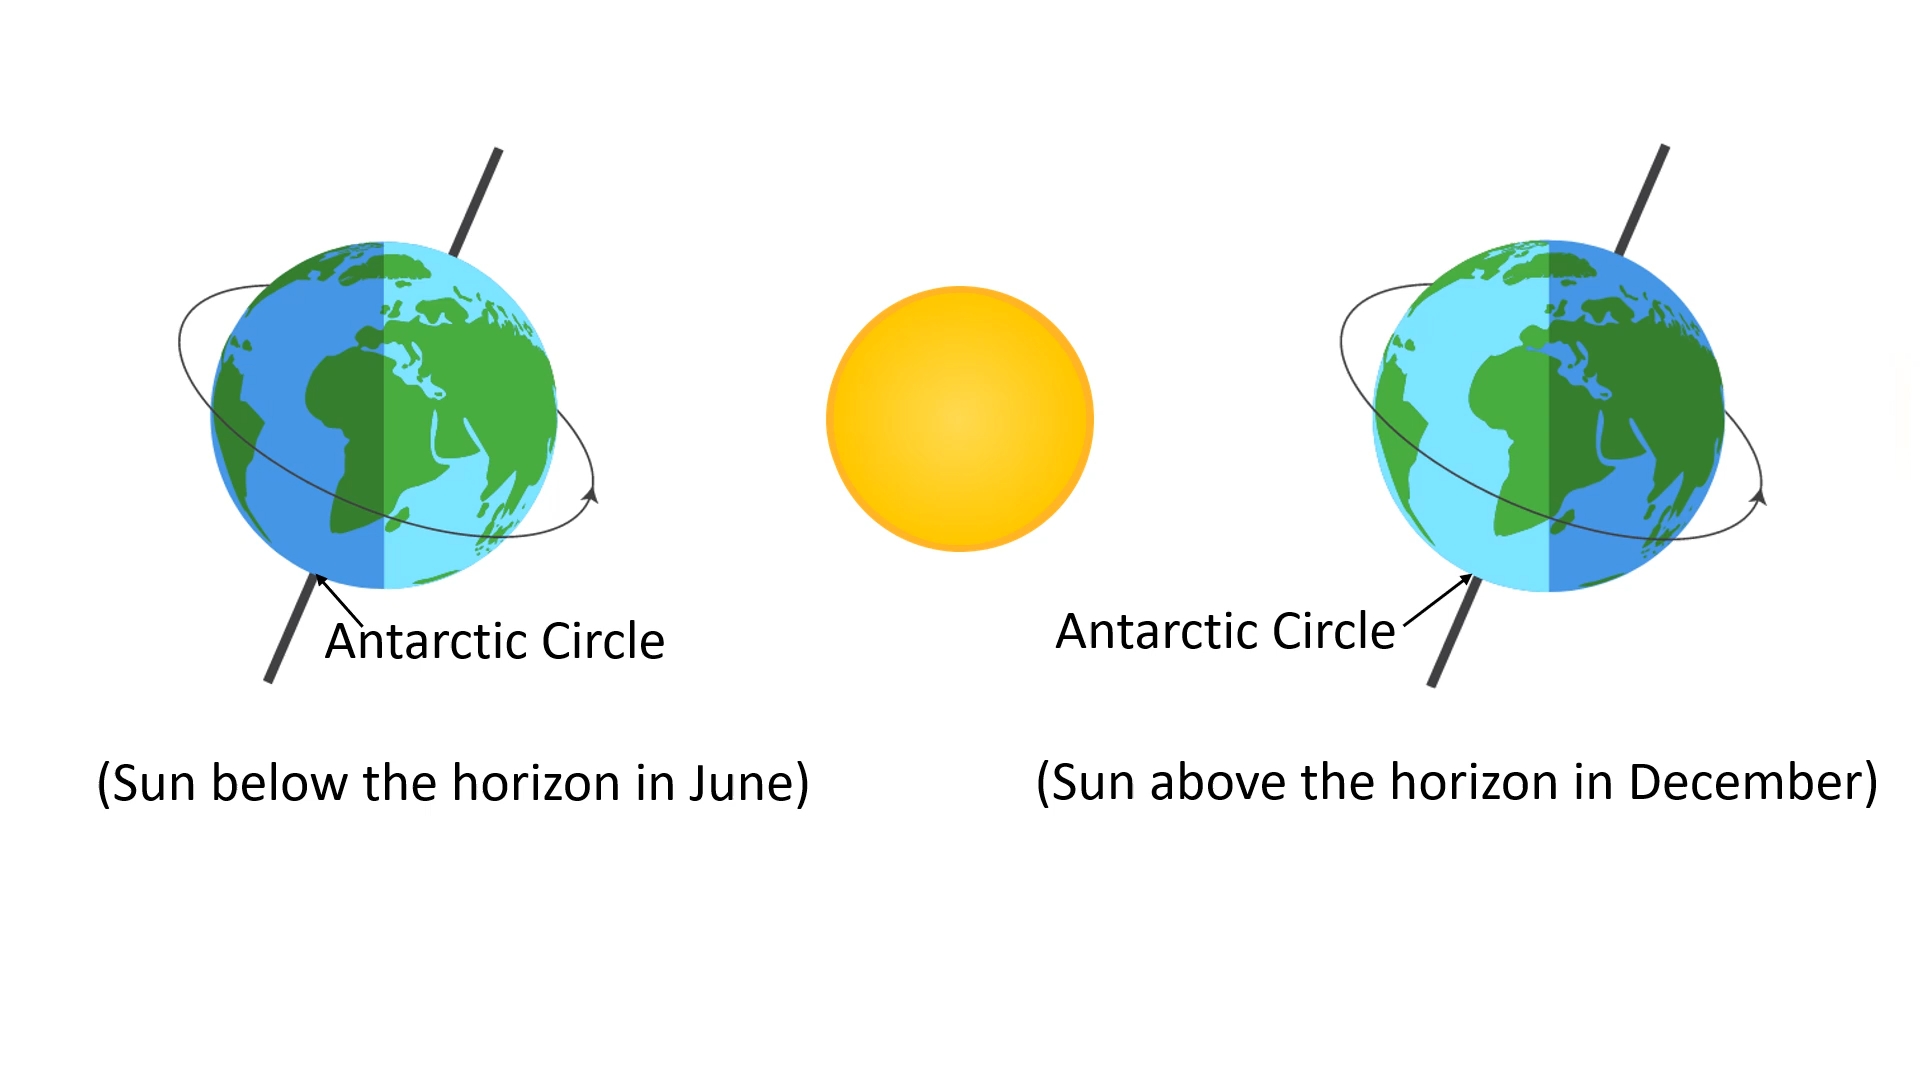 Antarctic Circle
Antarctic Circle
(Sun below the horizon in June)
(Sun above the horizon in December)